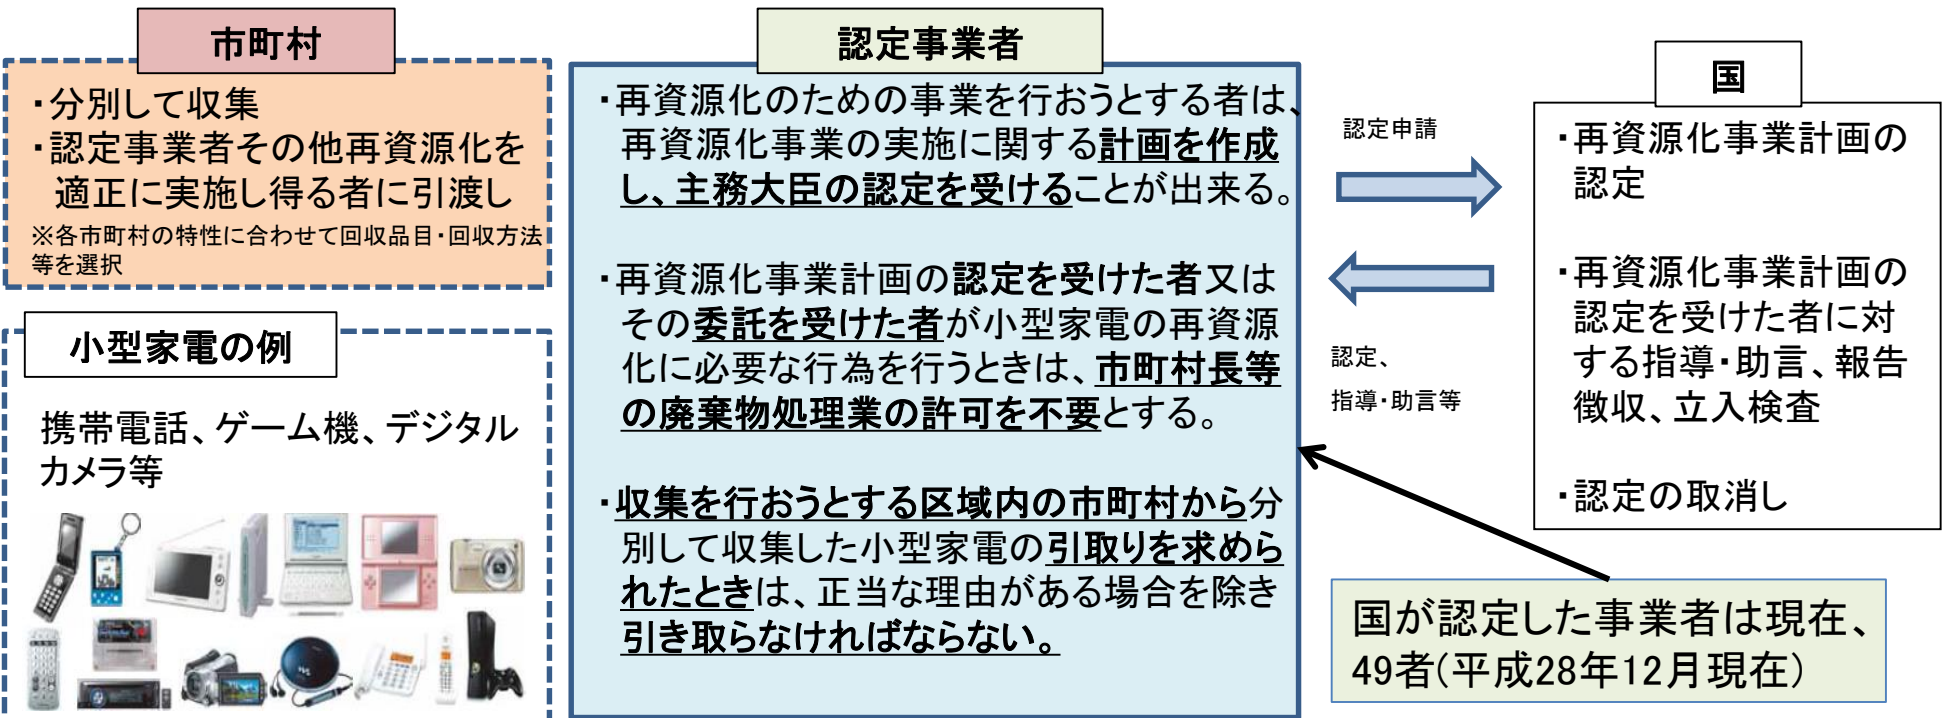 市町村
・分別して収集
・認定事業者その他再資源化を
適正に実施し得る者に引渡し
※各市町村の特性に合わせて回収品目・回収方法
等を選択
小型家電の例
携帯電話、ゲーム機、デジタル
カメラ等
認定事業者
・再資源化のための事業を行おうとする者は、
再資源化事業の実施に関する計画を作成
し、主務大臣の認定を受けることが出来る。
・再資源化事業計画の認定を受けた者又は
その委託を受けた者が小型家電の再資源
化に必要な行為を行うときは、市町村長等
の廃棄物処理業の許可を不要とする。
・収集を行おうとする区域内の市町村から分
別して収集した小型家電の引取りを求めら
れたときは、正当な理由がある場合を除き
引き取らなければならない。
認定申請
認定、
指導・助言等
国
・再資源化事業計画の
認定
・再資源化事業計画の
認定を受けた者に対
する指導・助言、報告
徴収、立入検査
・認定の取消し
国が認定した事業者は現在、
49者(平成28年12月現在)